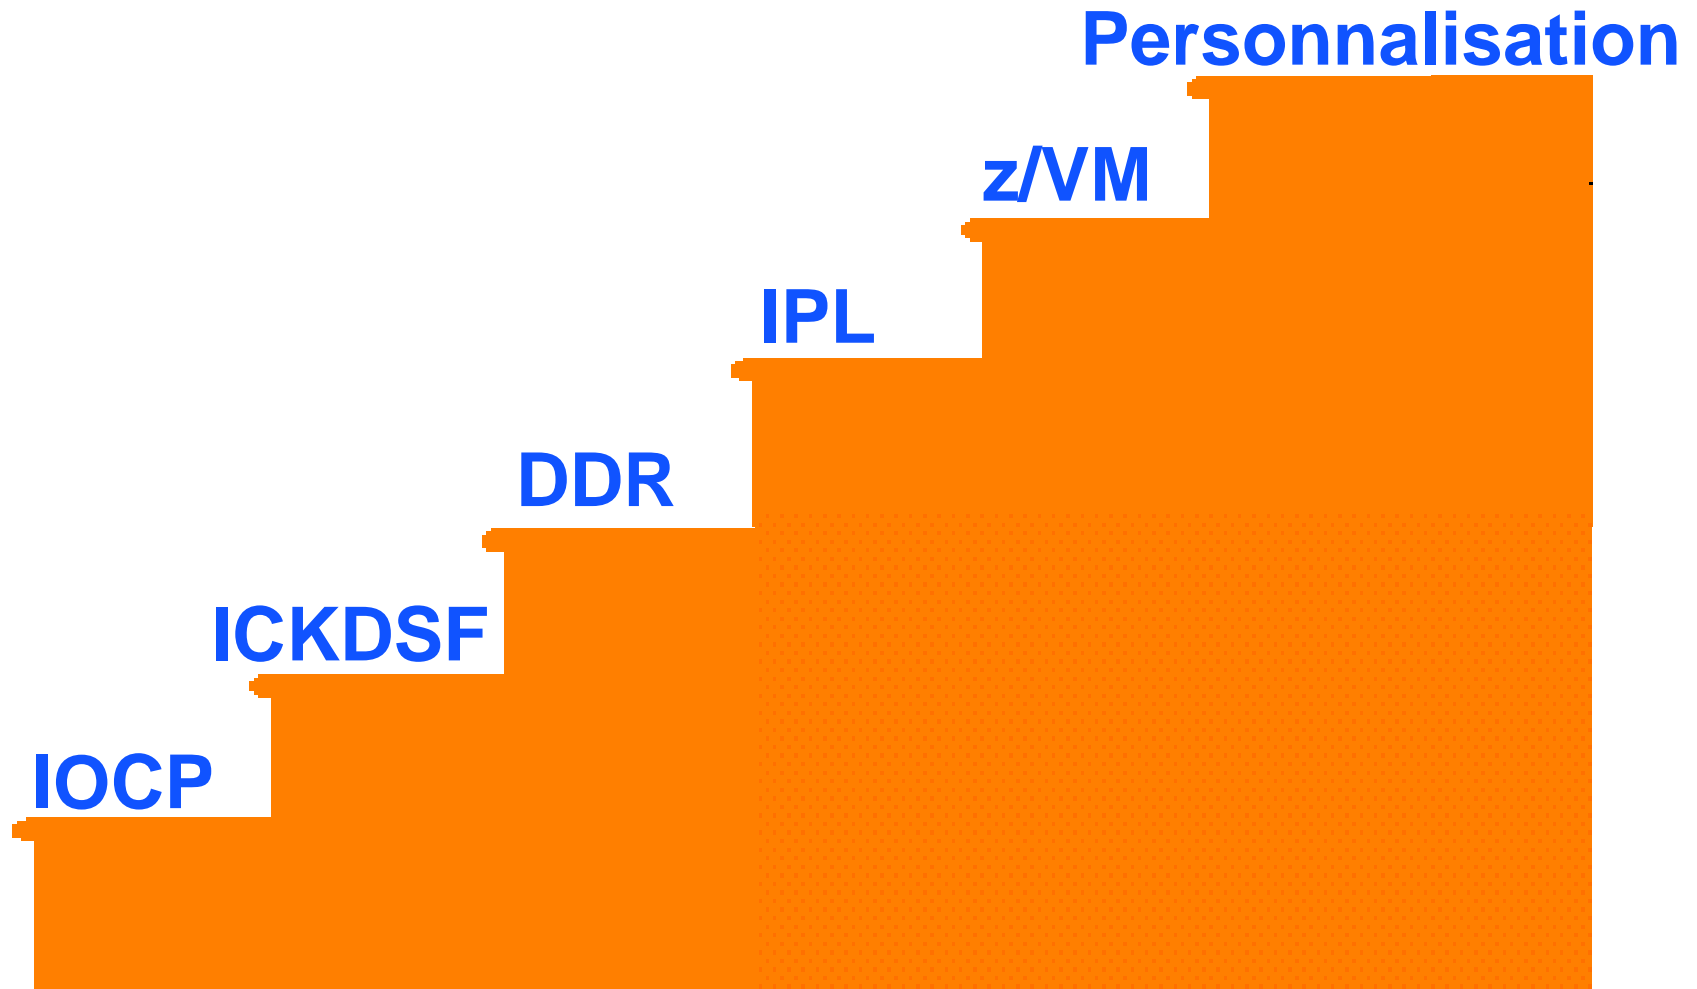 Personnalisation
z/VM
IPL
DDR
ICKDSF
IOCP